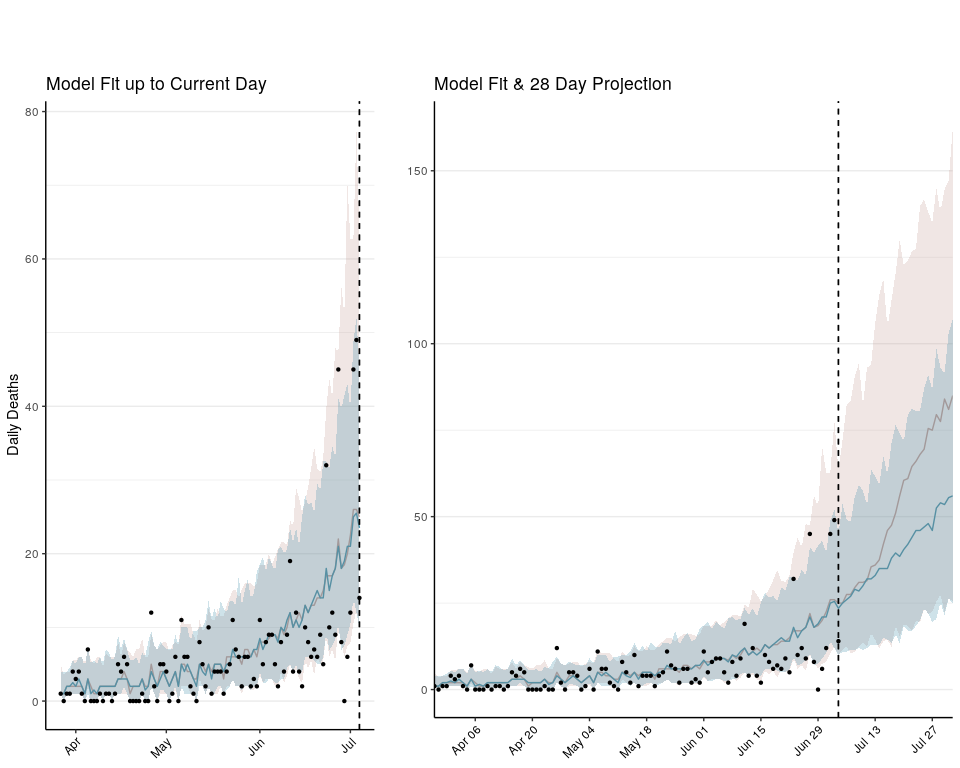 Model Fit up to Current Day
Model Fit & 28 Day Projection
Daily Deaths
80
60
40
20
0
Apr
May
Jun
Jul
150
100
50
0
Apr 06
Apr 20
May 04
May 18
Jun 01
Jun 15
Jun 29
Jul 13
Jul 27